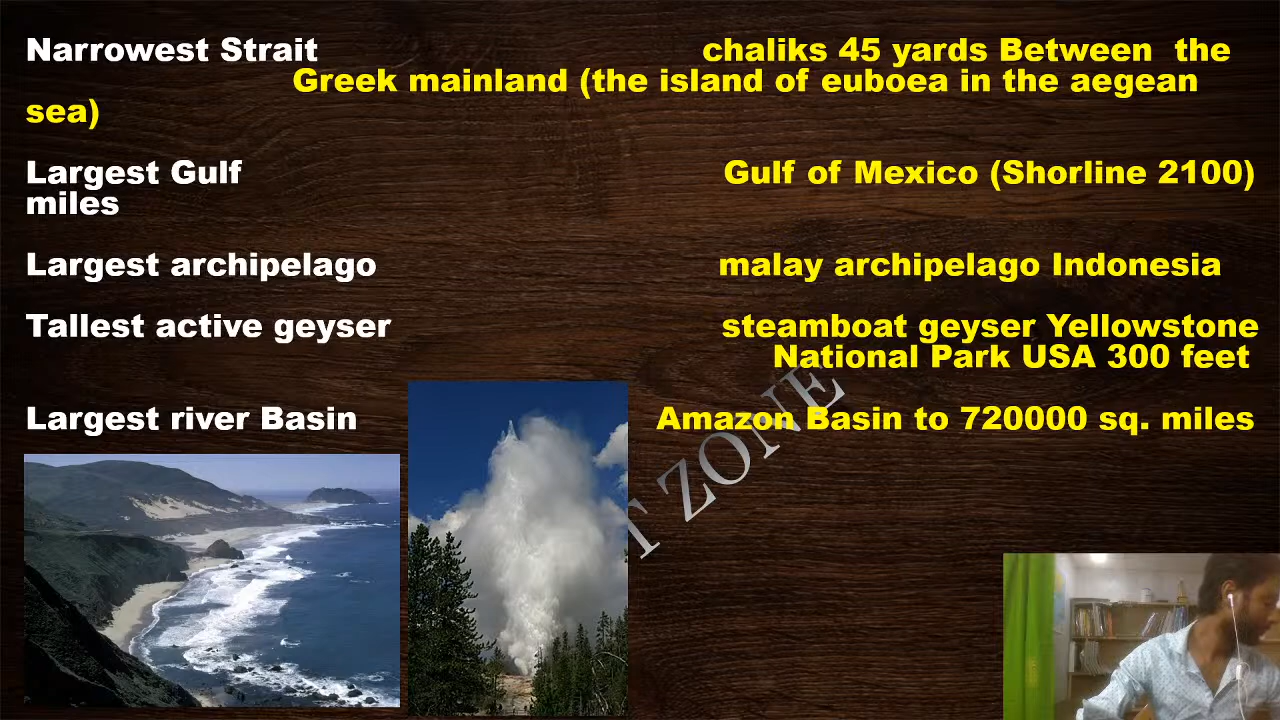 Narrowest Strait chaliks 45 yards Between the
Greek mainland (the island of euboea in the aegean
sea)
Largest Gulf Gulf of Mexico (Shorline 2100)
miles
Largest archipelago malay archipelago Indonesia
Tallest active geyser steamboat geyser Yellowstone
National Park USA 300 feet
Largest river Basin Amazon Basin to 720000 sq. miles
T ZONE